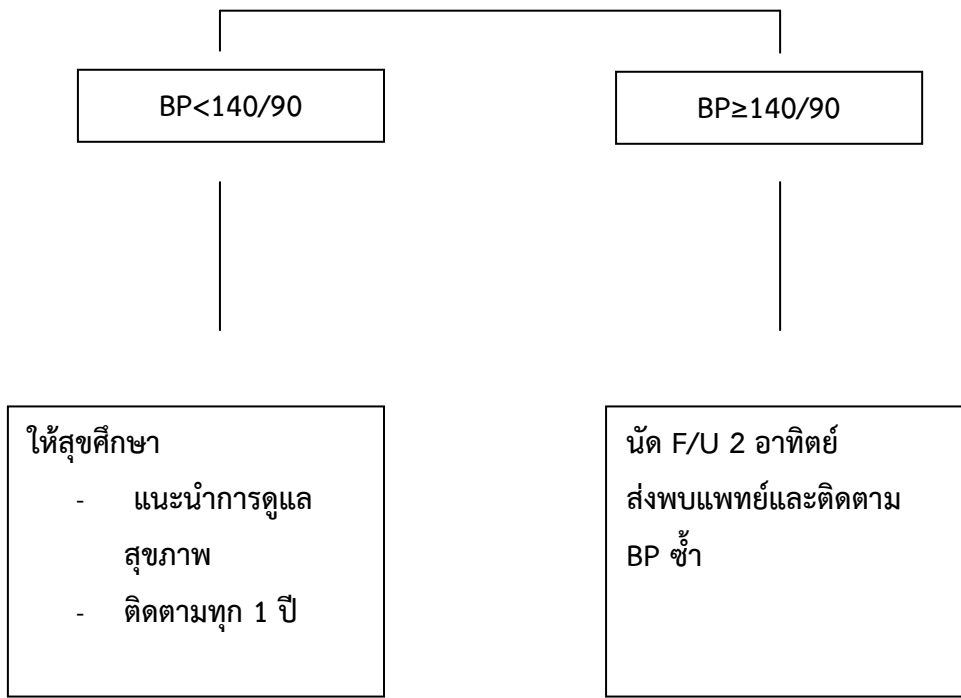 BP<140/90
BP≥140/90
ให้สุขศึกษา
- แนะนำการดูแล
สุขภาพ
- ติดตามทุก 1 ปี
นัด F/U 2 อาทิตย์
ส่งพบแพทย์และติดตาม
BP ซ้ำ